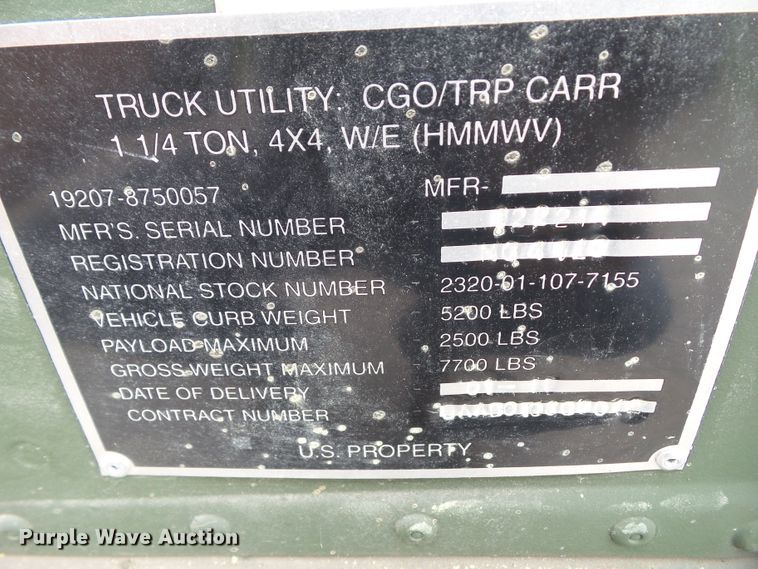 TRUCK UTILITY: CGO/TRP CARR
1 1/4 TON, 4X4, W/E (HMMWV)
19207-8750057 MFR-
MFR'S. SERIAL NUMBER
REGISTRATION NUMBER
NATIONAL STOCK NUMBER 2320-01-107-7155
VEHICLE CURB WEIGHT 5200 LBS
PAYLOAD MAXIMUM 2500 LBS
GROSS WEIGHT MAXIMUM 7700 LBS
DATE OF DELIVERY
CONTRACT NUMBER
U.S. PROPERTY
Purple Wave Auction